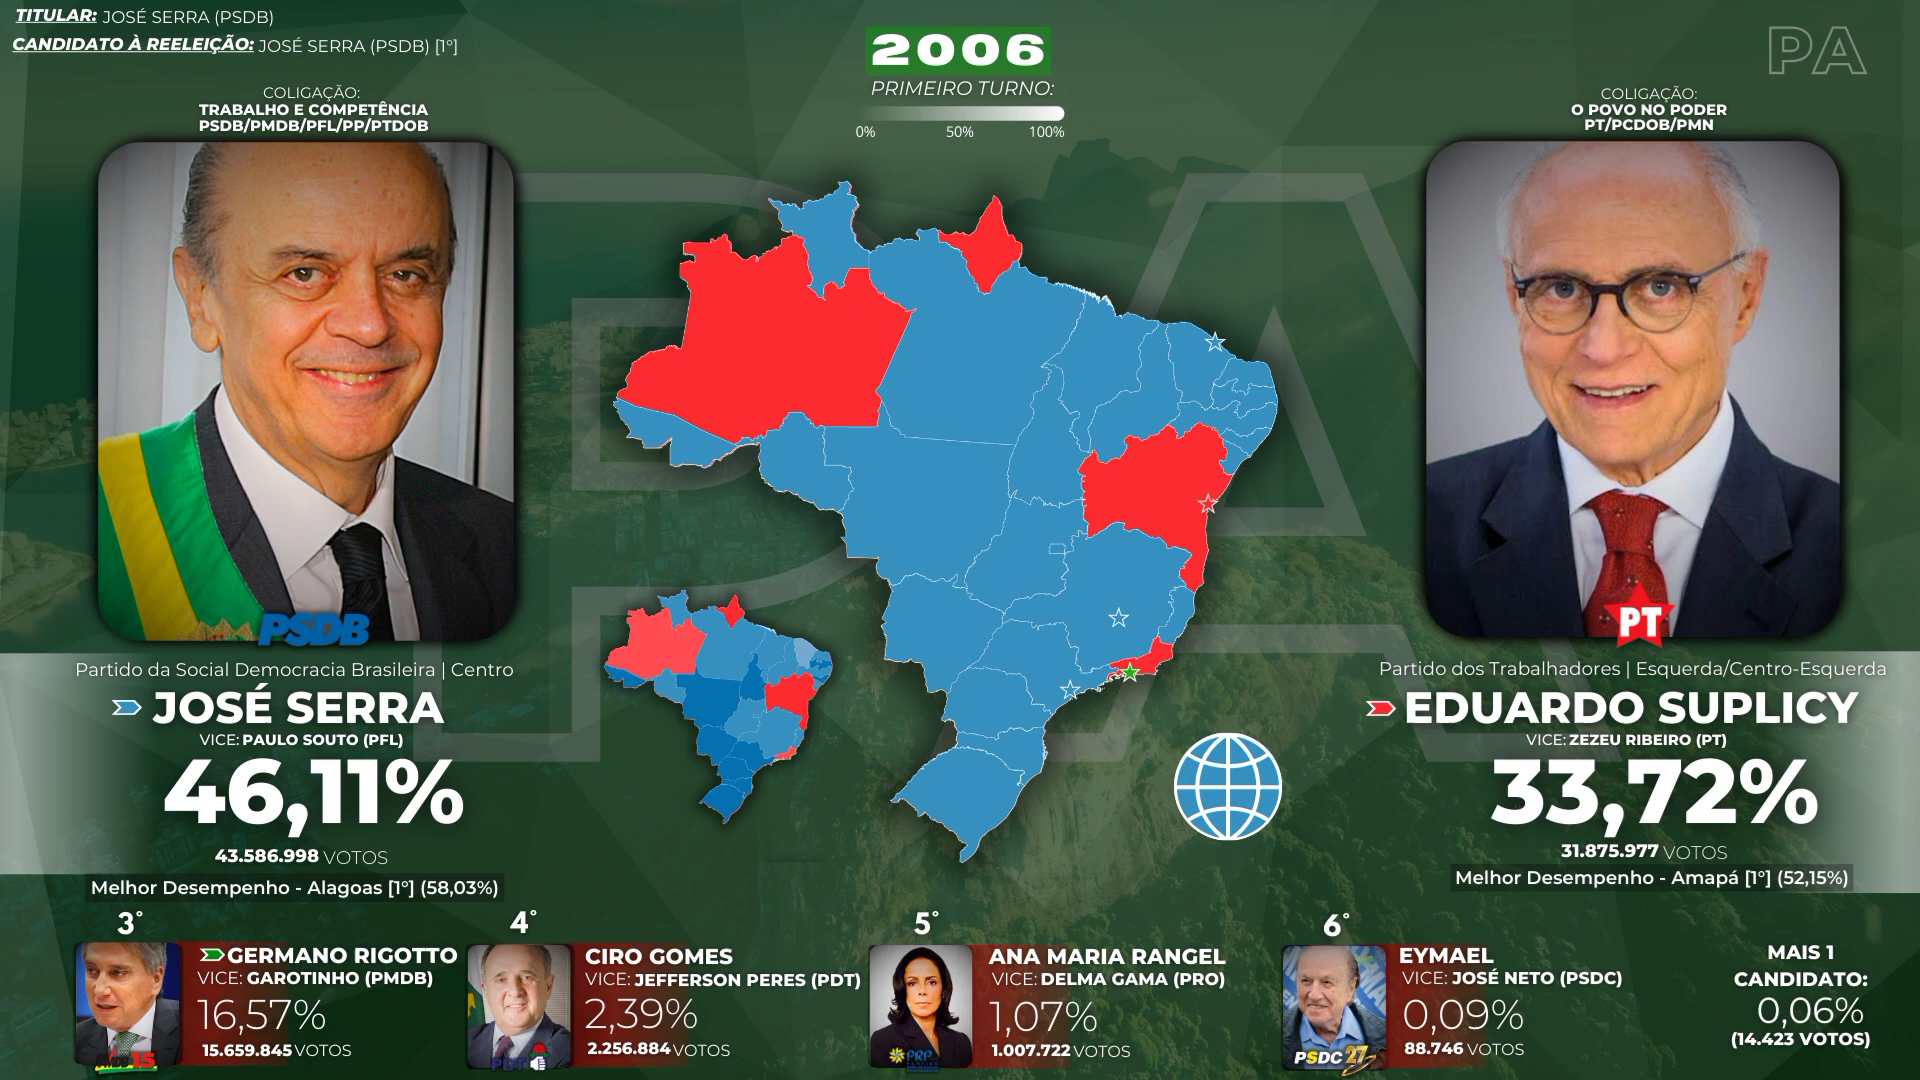 TITULAR: JOSÉ SERRA (PSDB)
CANDIDATO À REELEIÇÃO: JOSÉ SERRA (PSDB) [1º]
2006
PRIMEIRO TURNO:
0% 50% 100%
PA
COLIGAÇÃO:
TRABALHO E COMPETÊNCIA
PSDB/PMDB/PFL/PP/PTDOB
COLIGAÇÃO:
O POVO NO PODER
PT/PCDOB/PMN
PA
PSDB
PT
Partido da Social Democracia Brasileira | Centro
JOSÉ SERRA
VICE: PAULO SOUTO (PFL)
46,11%
43.586.998 VOTOS
Melhor Desempenho - Alagoas [1º] (58,03%)
Partido dos Trabalhadores | Esquerda/Centro-Esquerda
EDUARDO SUPLICY
VICE: ZEZEU RIBEIRO (PT)
33,72%
31.875.977 VOTOS
Melhor Desempenho - Amapá [1º] (52,15%)
3°
GERMANO RIGOTTO
VICE: GAROTINHO (PMDB)
16,57%
15.659.845 VOTOS
15
4°
CIRO GOMES
VICE: JEFFERSON PERES (PDT)
2,39%
2.256.884 VOTOS
PDT
5°
ANA MARIA RANGEL
VICE: DELMA GAMA (PRO)
1,07%
1.007.722 VOTOS
PRP
6°
EYMAEL
VICE: JOSÉ NETO (PSDC)
0,09%
88.746 VOTOS
PSDC 27
MAIS 1
CANDIDATO:
0,06%
(14.423 VOTOS)